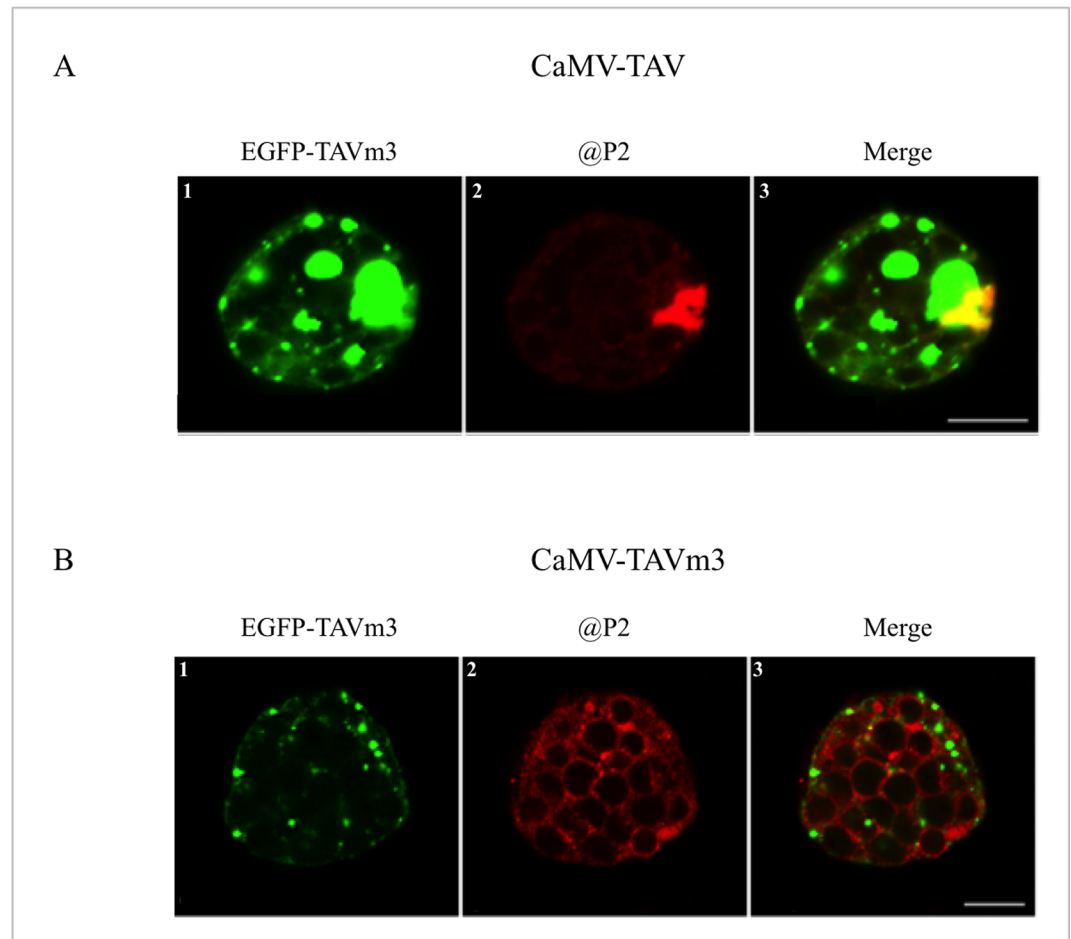 A
CaMV-TAV
EGFP-TAVm3 @P2 Merge
1 2 3
B
CaMV-TAVm3
EGFP-TAVm3 @P2 Merge
1 2 3